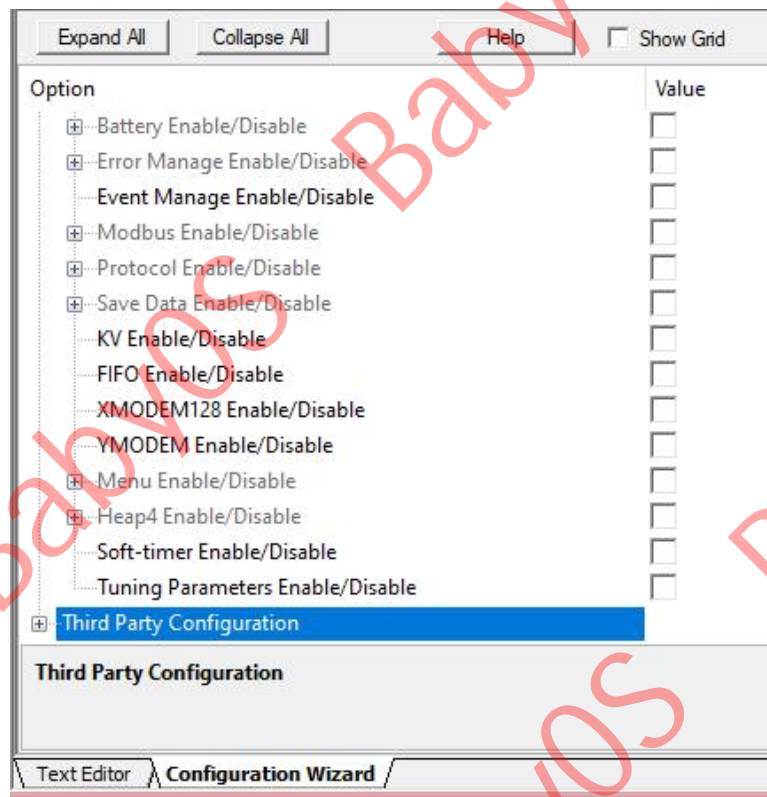 Expand All Collapse All Help Show Grid
Option Value
Battery Enable/Disable
Error Manage Enable/Disable
Event Manage Enable/Disable
Modbus Enable/Disable
Protocol Enable/Disable
Save Data Enable/Disable
KV Enable/Disable
FIFO Enable/Disable
XMODEM128 Enable/Disable
YMODEM Enable/Disable
Menu Enable/Disable
Heap4 Enable/Disable
Soft-timer Enable/Disable
Tuning Parameters Enable/Disable
Third Party Configuration
Third Party Configuration
Text Editor Configuration Wizard
BabyOS